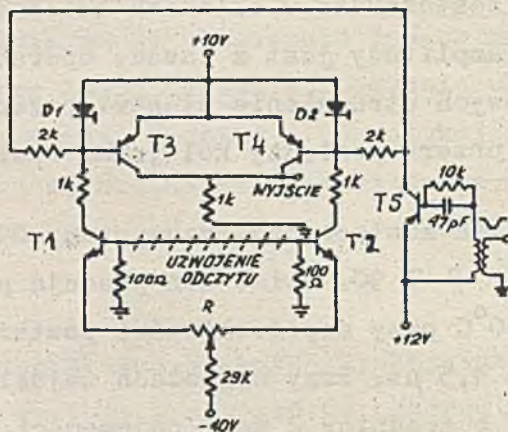 +10V
D1
D2
2k
T3
T4
2k
10k
1k
1k
WYJŚCIE
1k
T5
47pF
T1
T2
UZWOJENIE
ODCZYTU
100Ω
100
Ω
R
+12V
29K
-40V